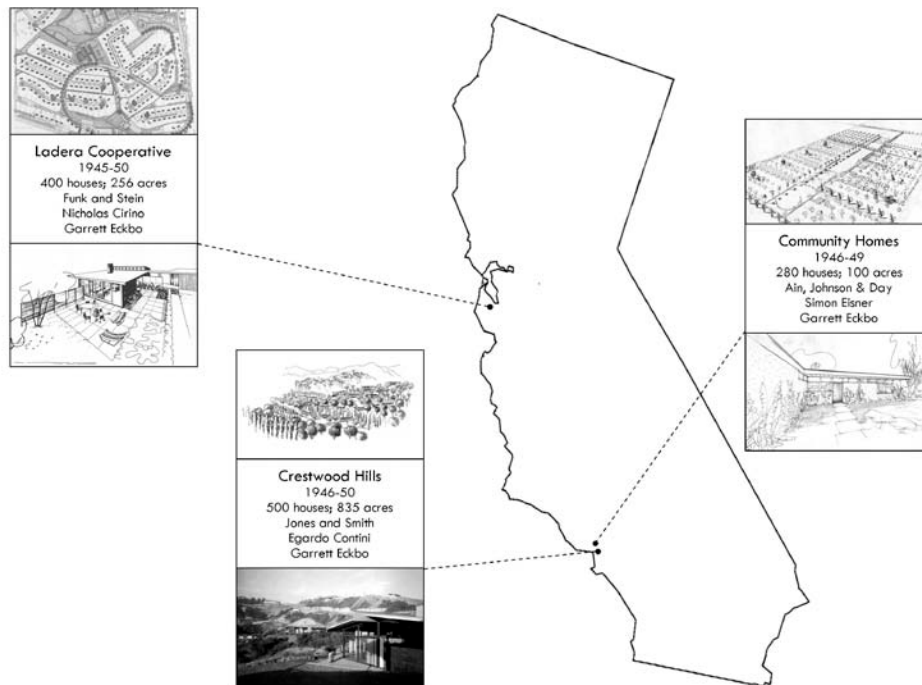 Ladera Cooperative
1945-50
400 houses; 256 acres
Funk and Stein
Nicholas Cirino
Garrett Eckbo
Community Homes
1946-49
280 houses; 100 acres
Ain, Johnson & Day
Simon Eisner
Garrett Eckbo
Crestwood Hills
1946-50
500 houses; 835 acres
Jones and Smith
Egardo Contini
Garrett Eckbo